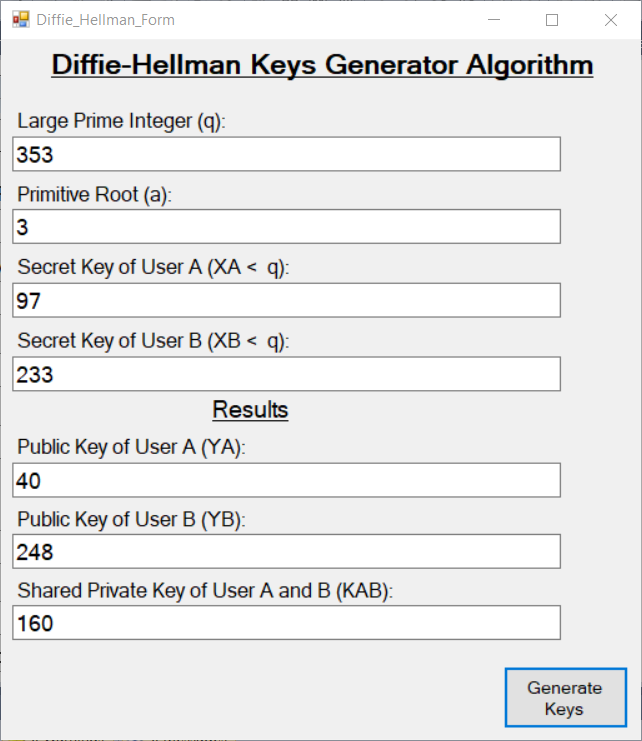 Diffie_Hellman_Form
Diffie-Hellman Keys Generator Algorithm
Large Prime Integer (q):
353
Primitive Root (a):
3
Secret Key of User A (XA < q):
97
Secret Key of User B (XB < q):
233
Results
Public Key of User A (YA):
40
Public Key of User B (YB):
248
Shared Private Key of User A and B (KAB):
160
Generate
Keys